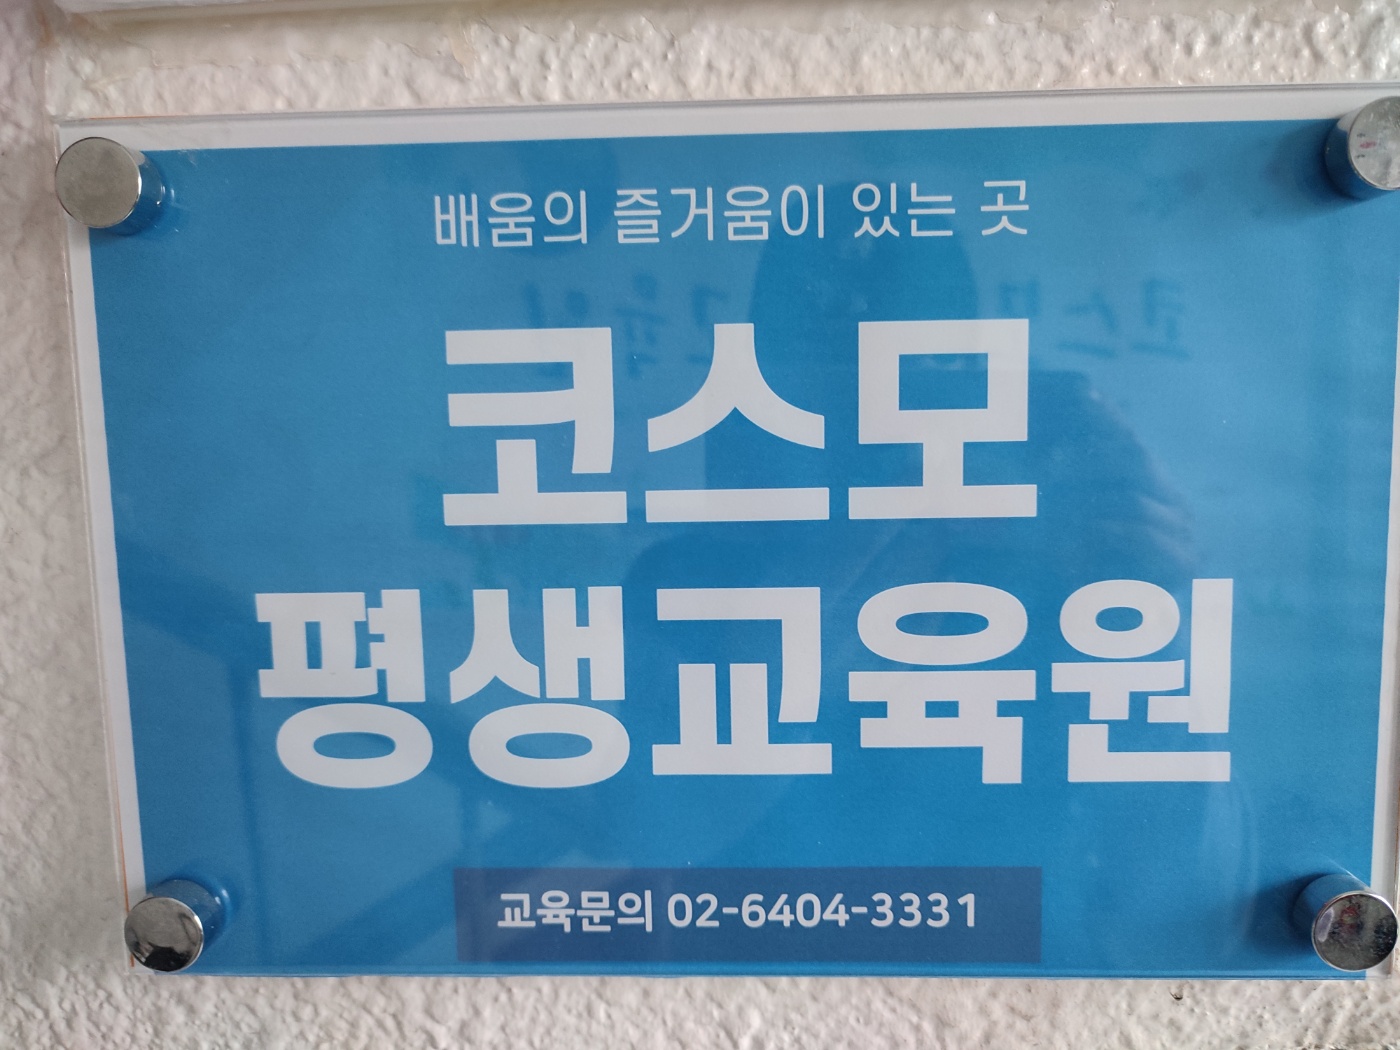 배움의 즐거움이 있는 곳
코스모
평생교육원
교육문의 02-6404-3331